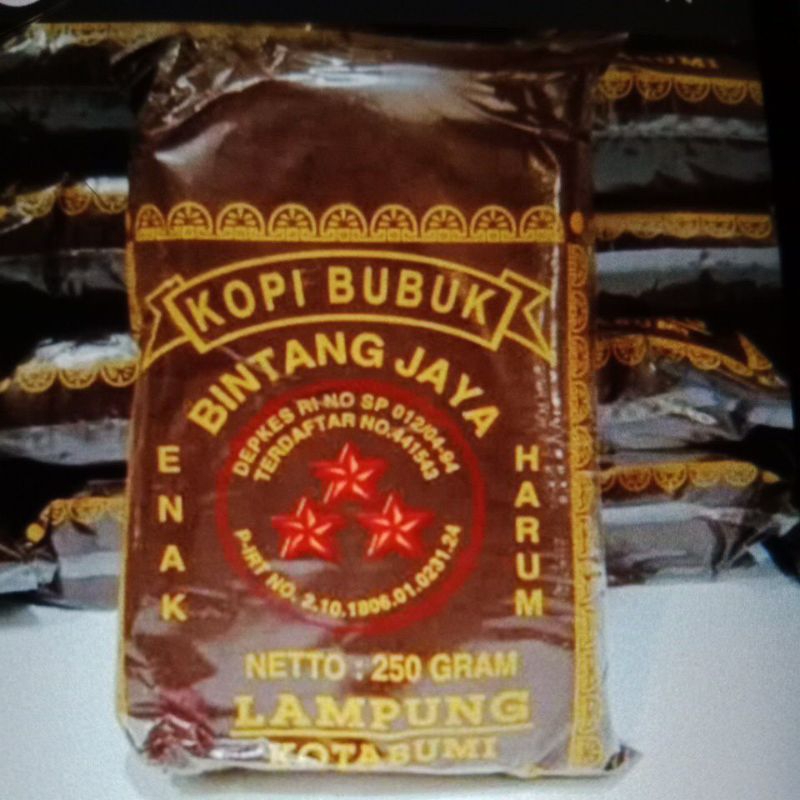 KOPI BUBUK
BINTANG JAYA
DEPKES RI-NO SP 012/04-94
TERDAFTAR NO.441543
ENAK
HARUM
P-IRT NO. 2.10.1806.01.0231.24
NETTO : 250 GRAM
LAMPUNG
KOTABUMI